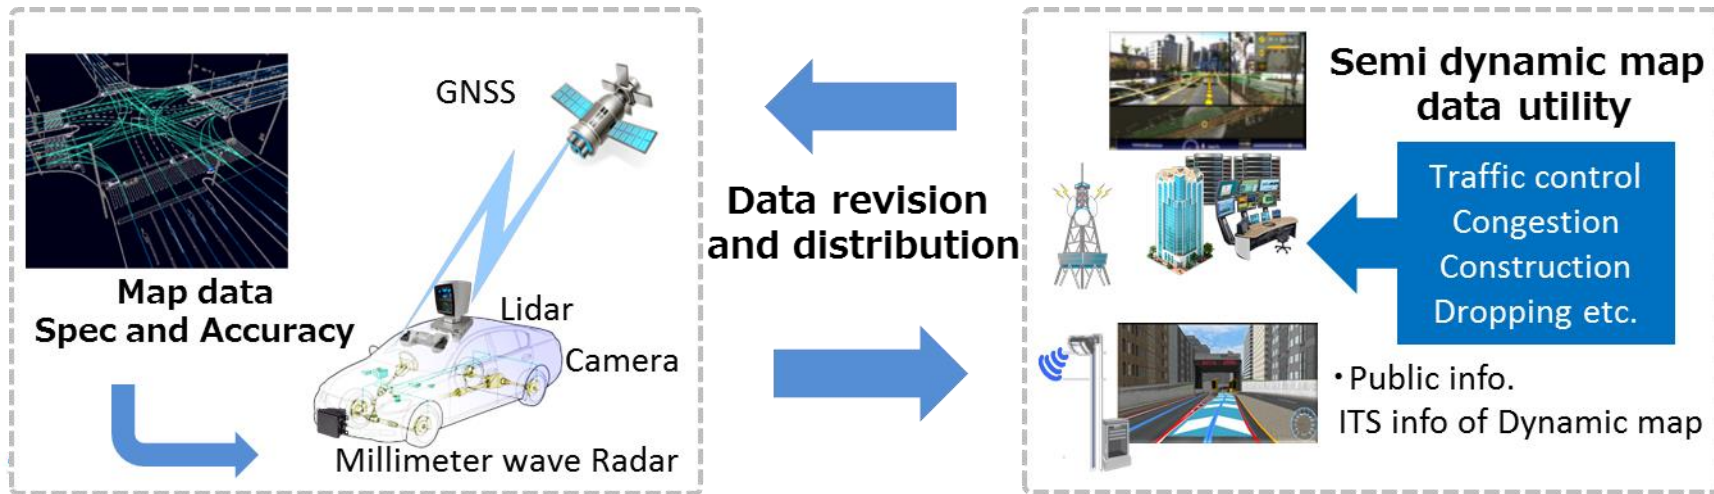 GNSS
Map data
Spec and Accuracy
Lidar
Camera
Millimeter wave Radar
Data revision
and distribution
Semi dynamic map
data utility
Traffic control
Congestion
Construction
Dropping etc.
・Public info.
ITS info of Dynamic map